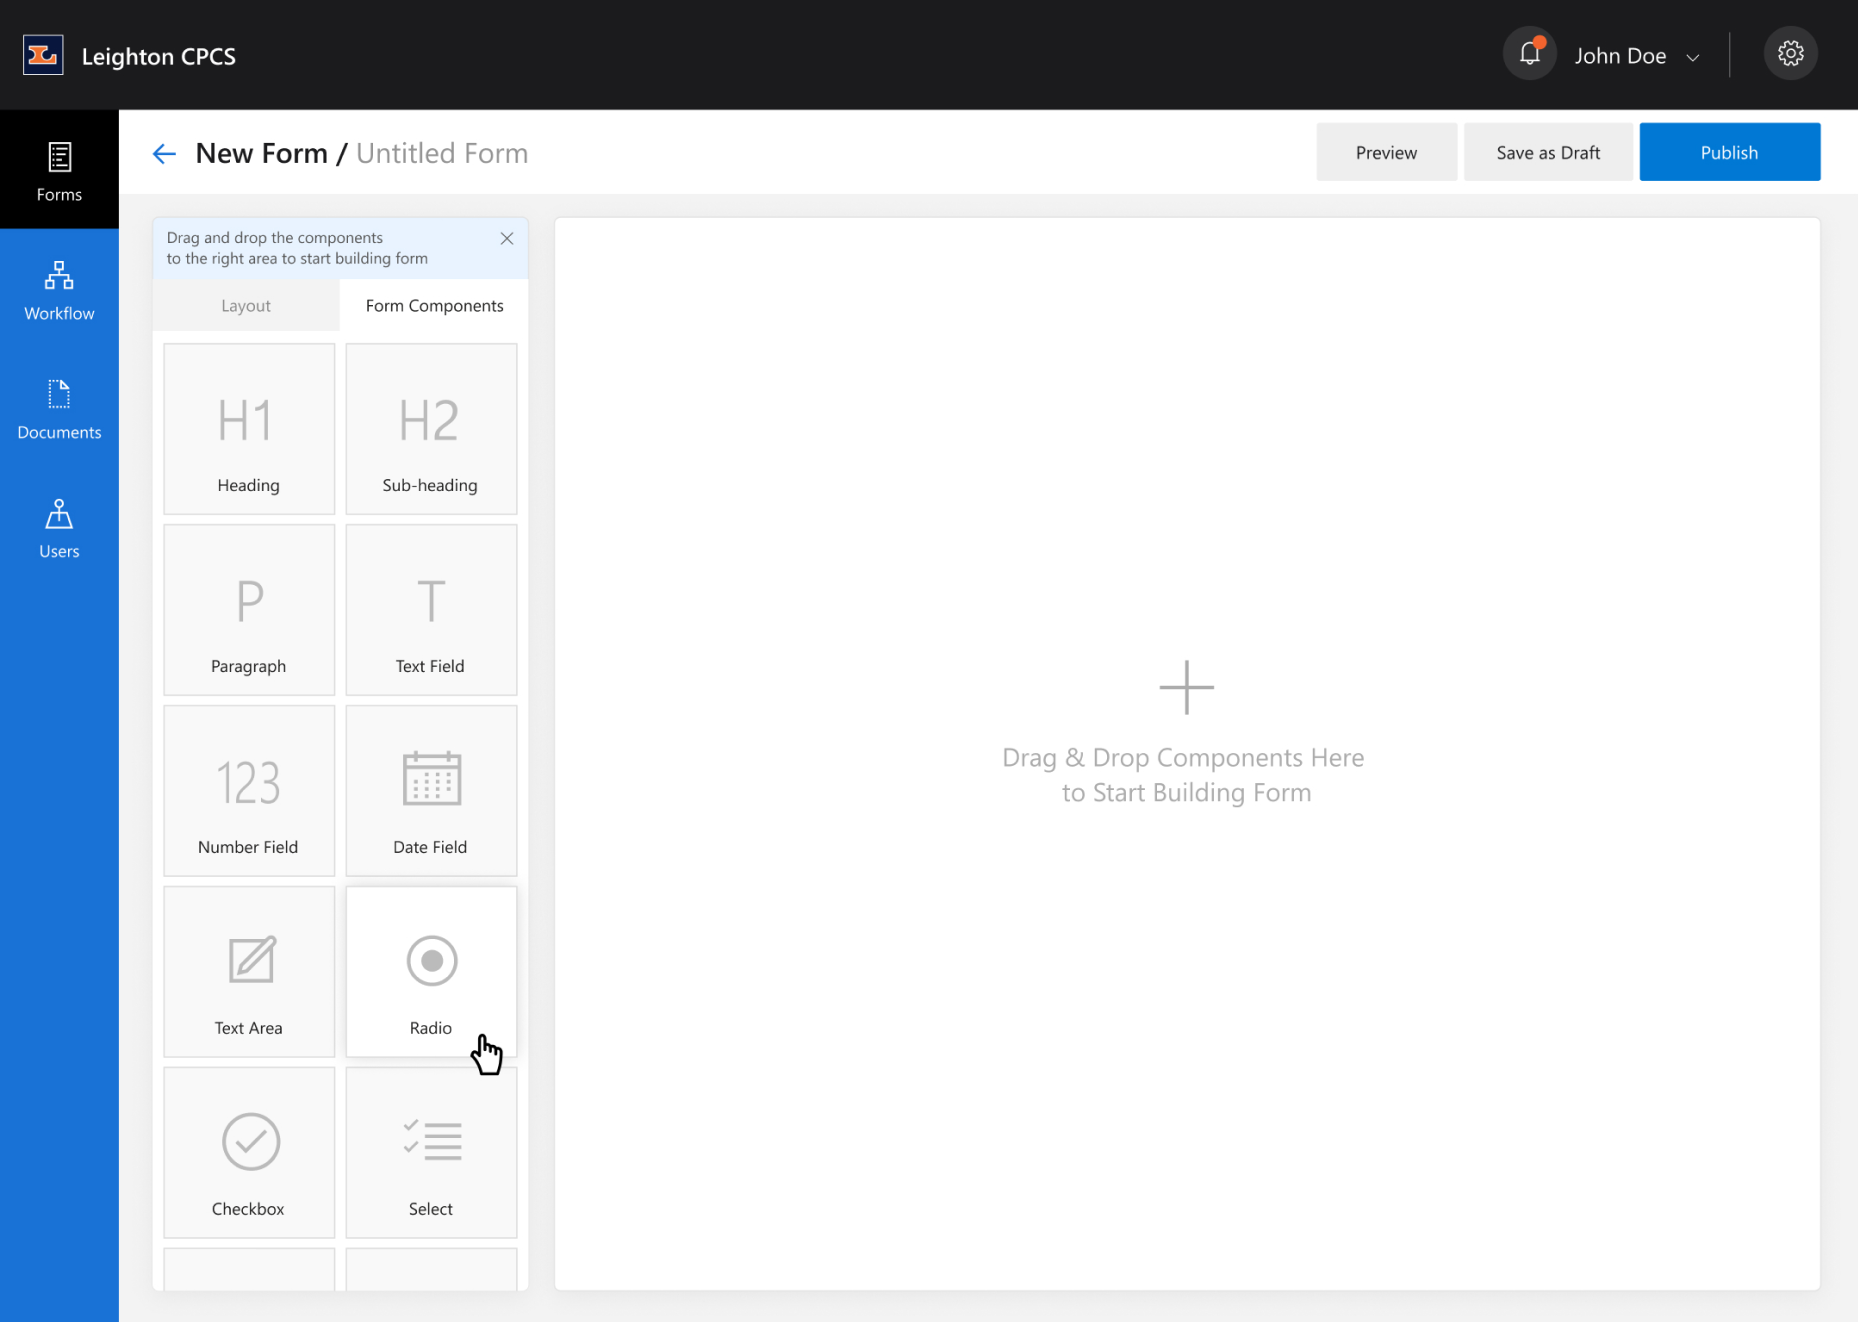 Leighton CPCS
John Doe
Forms
Workflow
Documents
Users
New Form / Untitled Form
Preview
Save as Draft
Publish
Drag and drop the components
to the right area to start building form
Layout
Form Components
H1
Heading
H2
Sub-heading
P
Paragraph
T
Text Field
123
Number Field
Date Field
Text Area
Radio
Checkbox
Select
Drag & Drop Components Here
to Start Building Form